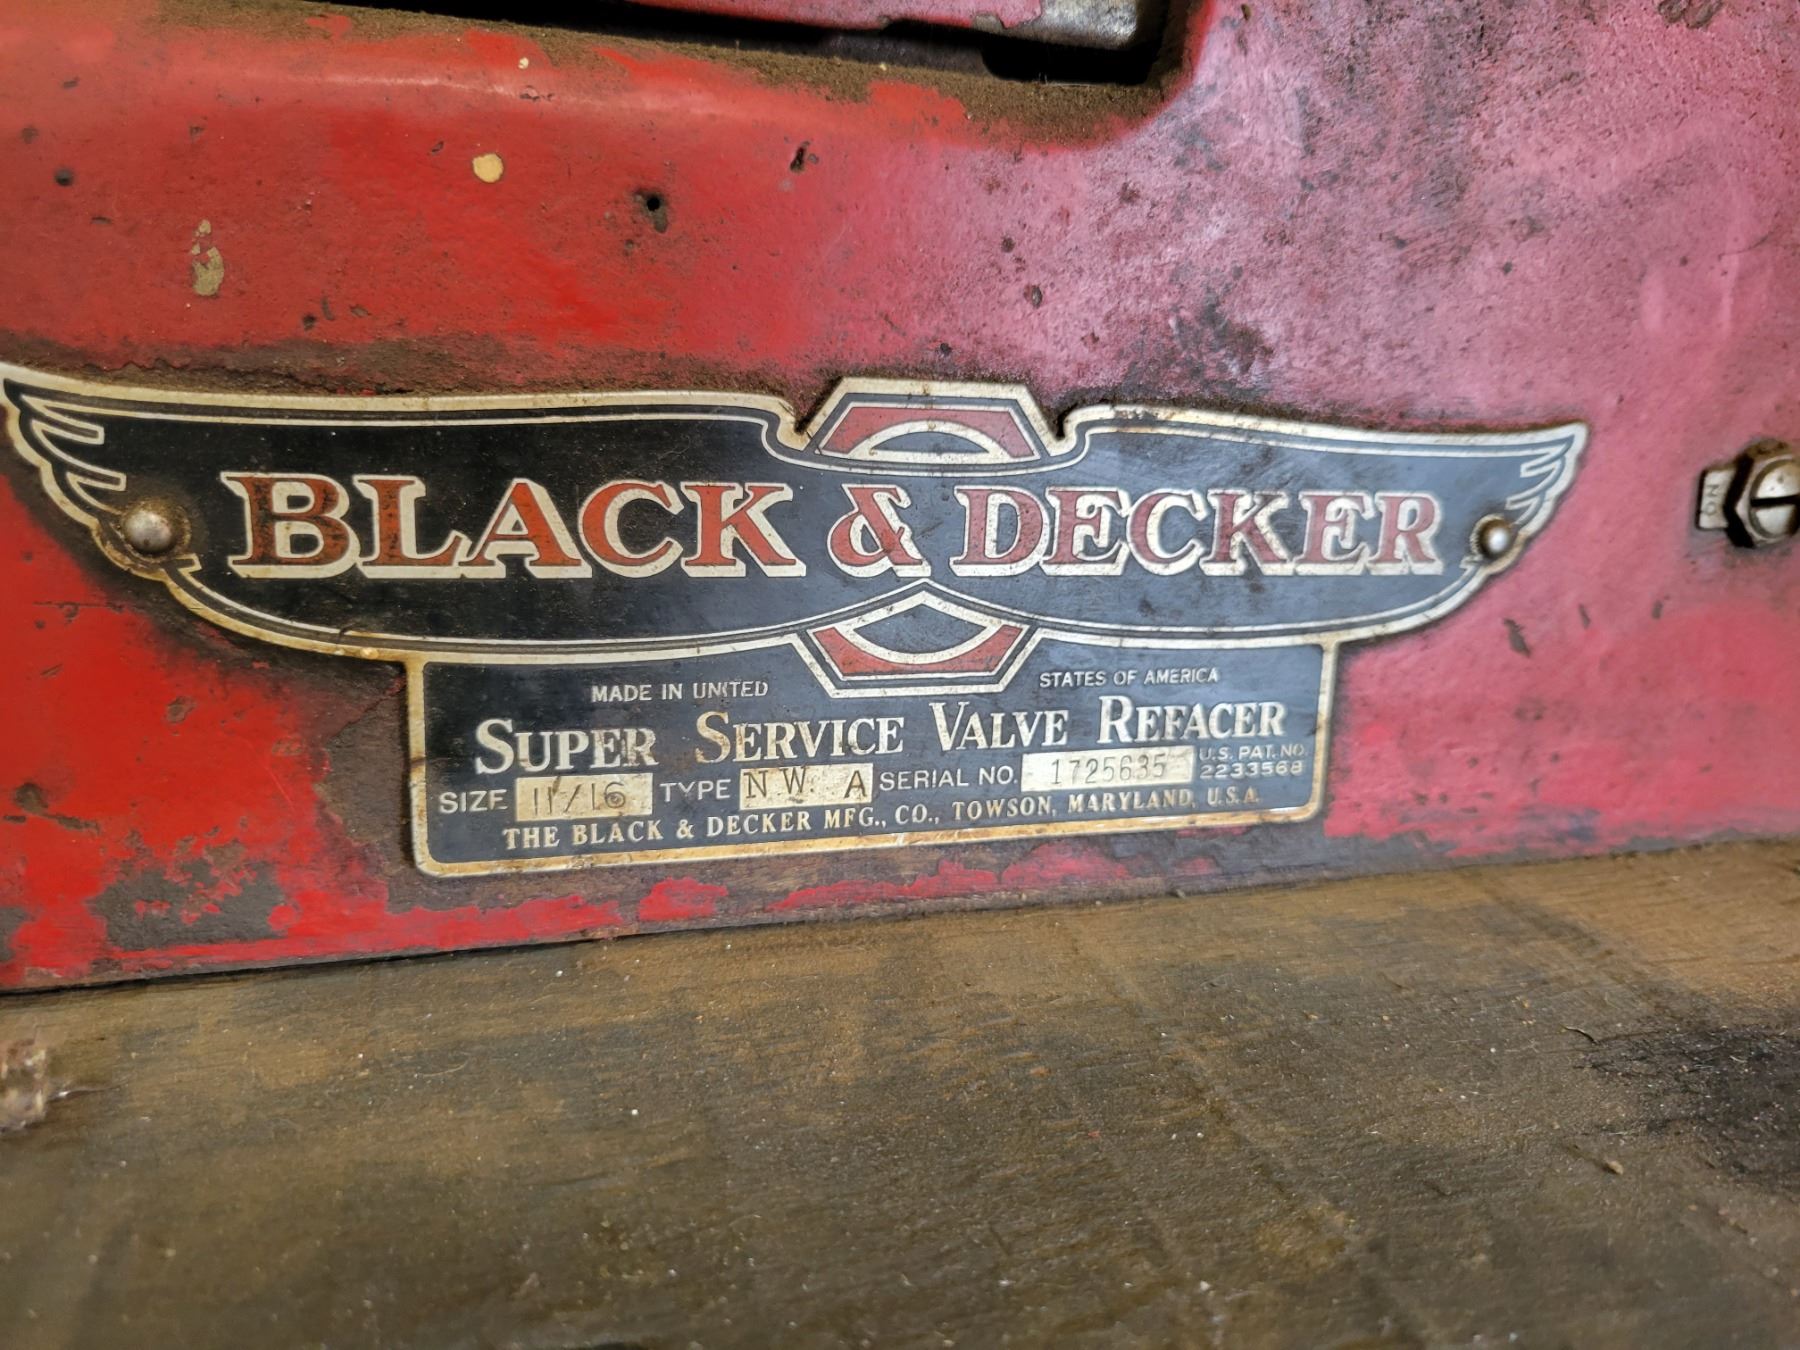 BLACK & DECKER
MADE IN UNITED STATES OF AMERICA
SUPER SERVICE VALVE REFACER
SIZE 11/16 TYPE N W A SERIAL NO. 1725635 U.S. PAT. NO. 2233568
THE BLACK & DECKER MFG., CO., TOWSON, MARYLAND, U.S.A.
NO